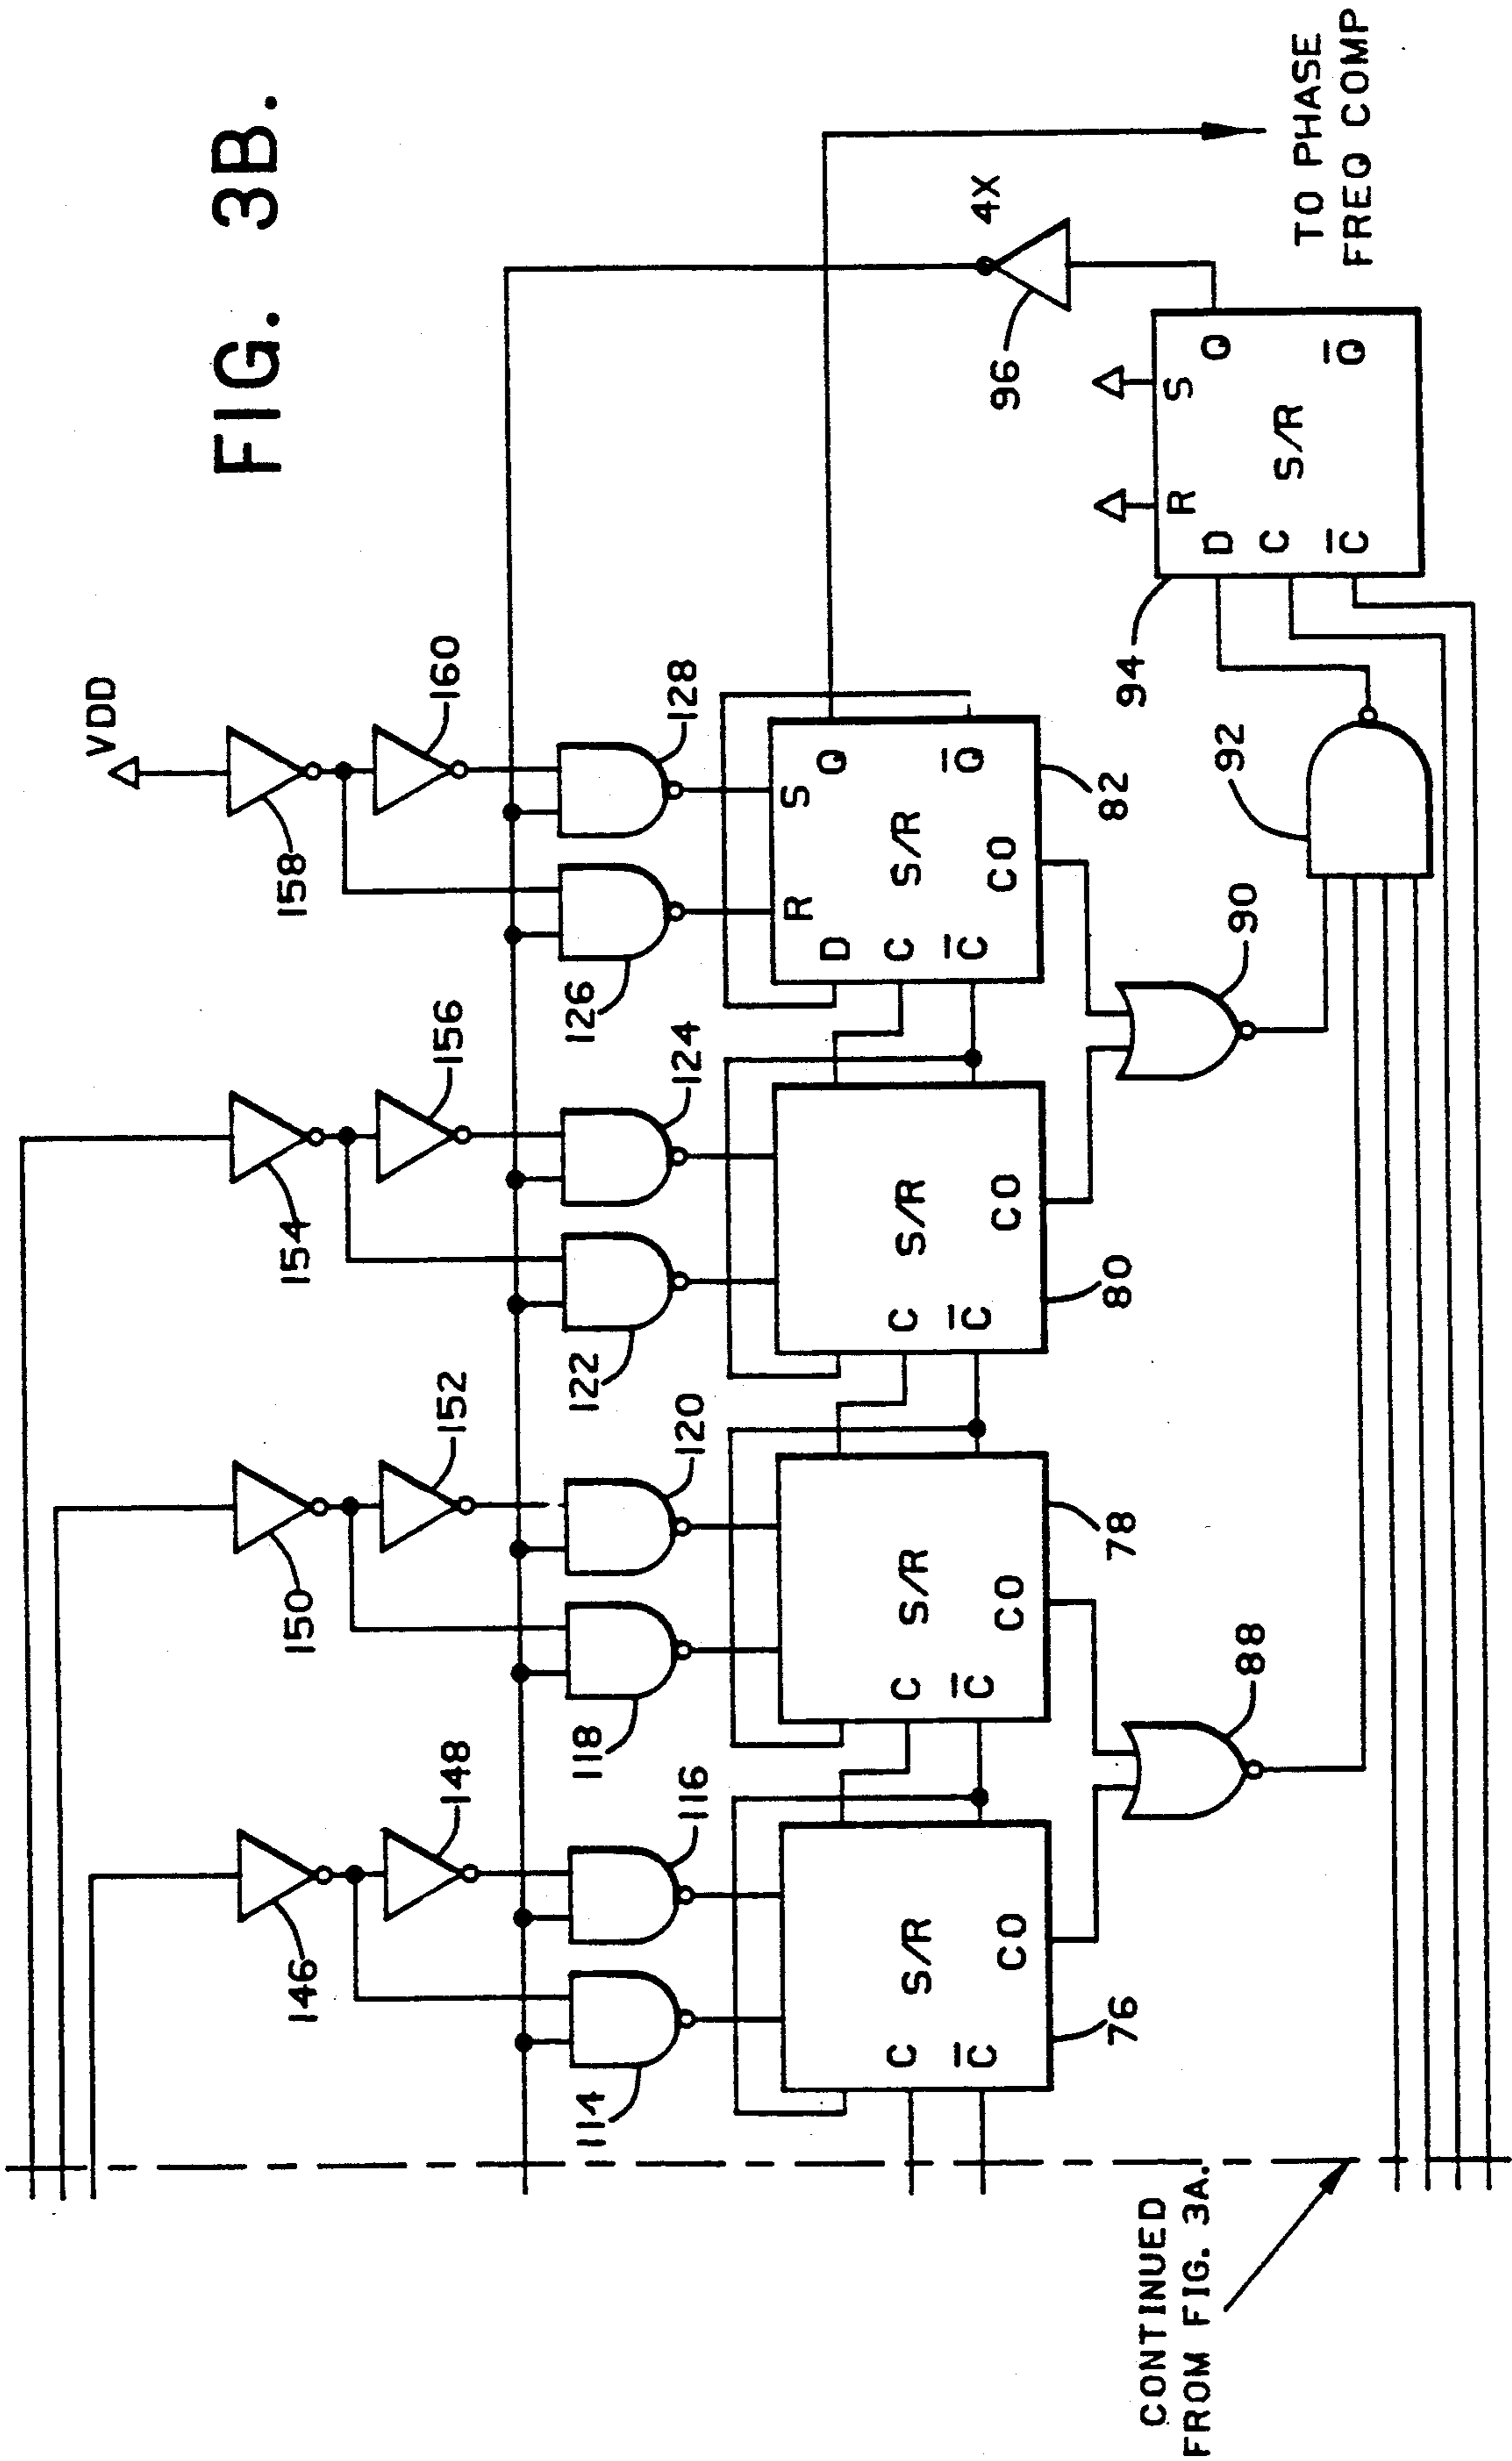 FIG. 3B.
VDD
158
160
154
156
150
152
146
148
114
116
118
120
122
124
126
128
4X
96
TO PHASE
FREQ COMP
C
C̅
S/R
CO
76
C
C̅
S/R
CO
78
C
C̅
S/R
CO
80
R
S
D
C
C̅
S/R
Q
Q̅
CO
82
88
90
92
94
R
S
D
C
C̅
S/R
Q
Q̅
CONTINUED
FROM FIG. 3A.